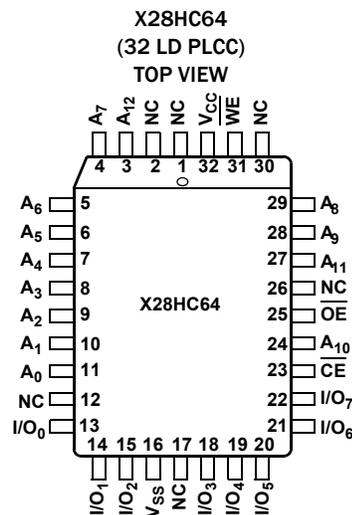 X28HC64
(32 LD PLCC)
TOP VIEW
A7 A12 NC NC VCC WE NC
4 3 2 1 32 31 30
A6 5 29 A8
A5 6 28 A9
A4 7 27 A11
A3 8 26 NC
X28HC64
A2 9 25 OE
A1 10 24 A10
A0 11 23 CE
NC 12 22 I/O7
I/O0 13 21 I/O6
14 15 16 17 18 19 20
I/O1 I/O2 VSS NC I/O3 I/O4 I/O5